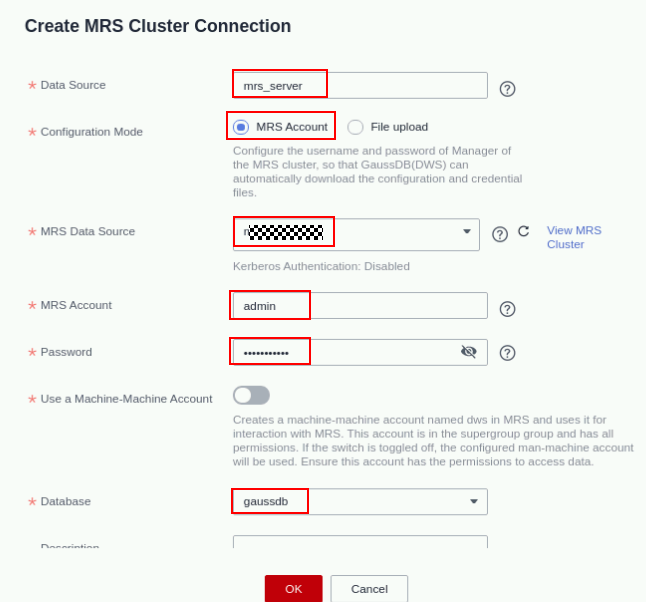 Create MRS Cluster Connection
* Data Source mrs_server
* Configuration Mode MRS Account File upload
Configure the username and password of Manager of
the MRS cluster, so that GaussDB(DWS) can
automatically download the configuration and credential
files.
* MRS Data Source View MRS
Cluster
Kerberos Authentication: Disabled
* MRS Account admin
* Password •••••••••••
* Use a Machine-Machine Account
Creates a machine-machine account named dws in MRS and uses it for
interaction with MRS. This account is in the supergroup group and has all
permissions. If the switch is toggled off, the configured man-machine account
will be used. Ensure this account has the permissions to access data.
* Database gaussdb
Description
OK Cancel